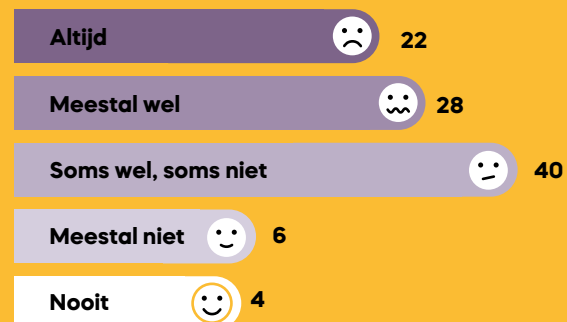 Altijd 22
Meestal wel 28
Soms wel, soms niet 40
Meestal niet 6
Nooit 4